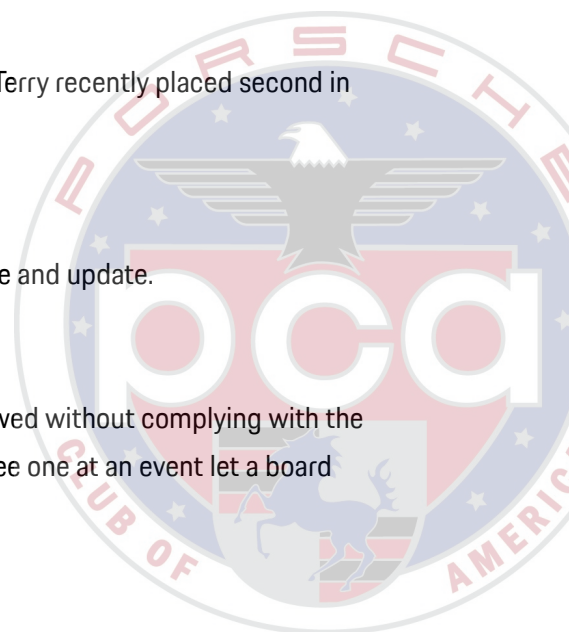 Terry recently placed second in
PORSCHE
e and update.
pca
ved without complying with the
ee one at an event let a board
CLUB OF AMERIC